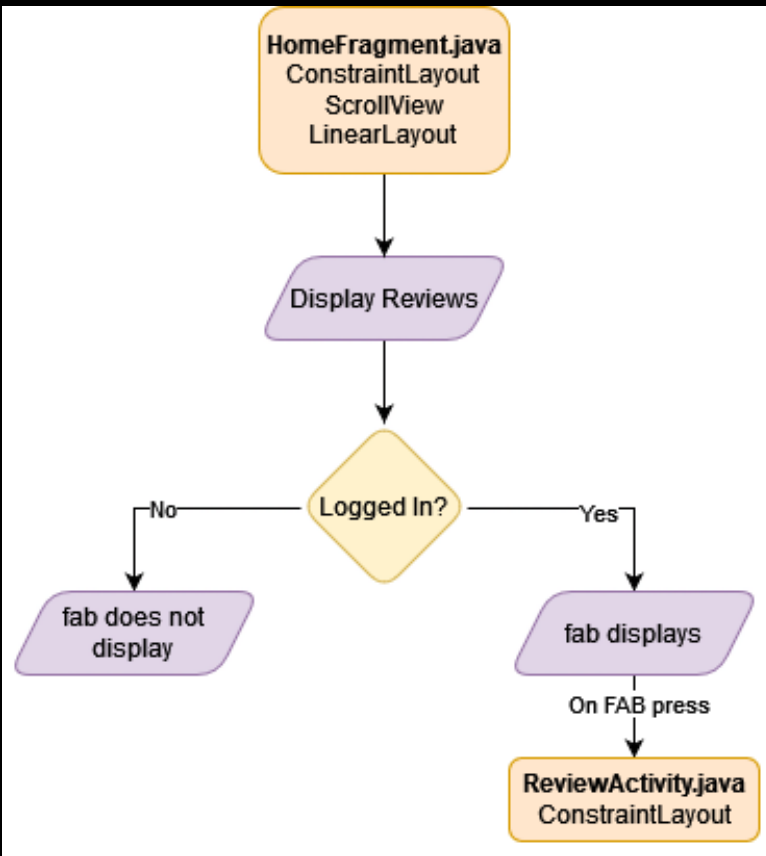 HomeFragment.java
ConstraintLayout
ScrollView
LinearLayout
Display Reviews
Logged In?
No
Yes
fab does not
display
fab displays
On FAB press
ReviewActivity.java
ConstraintLayout